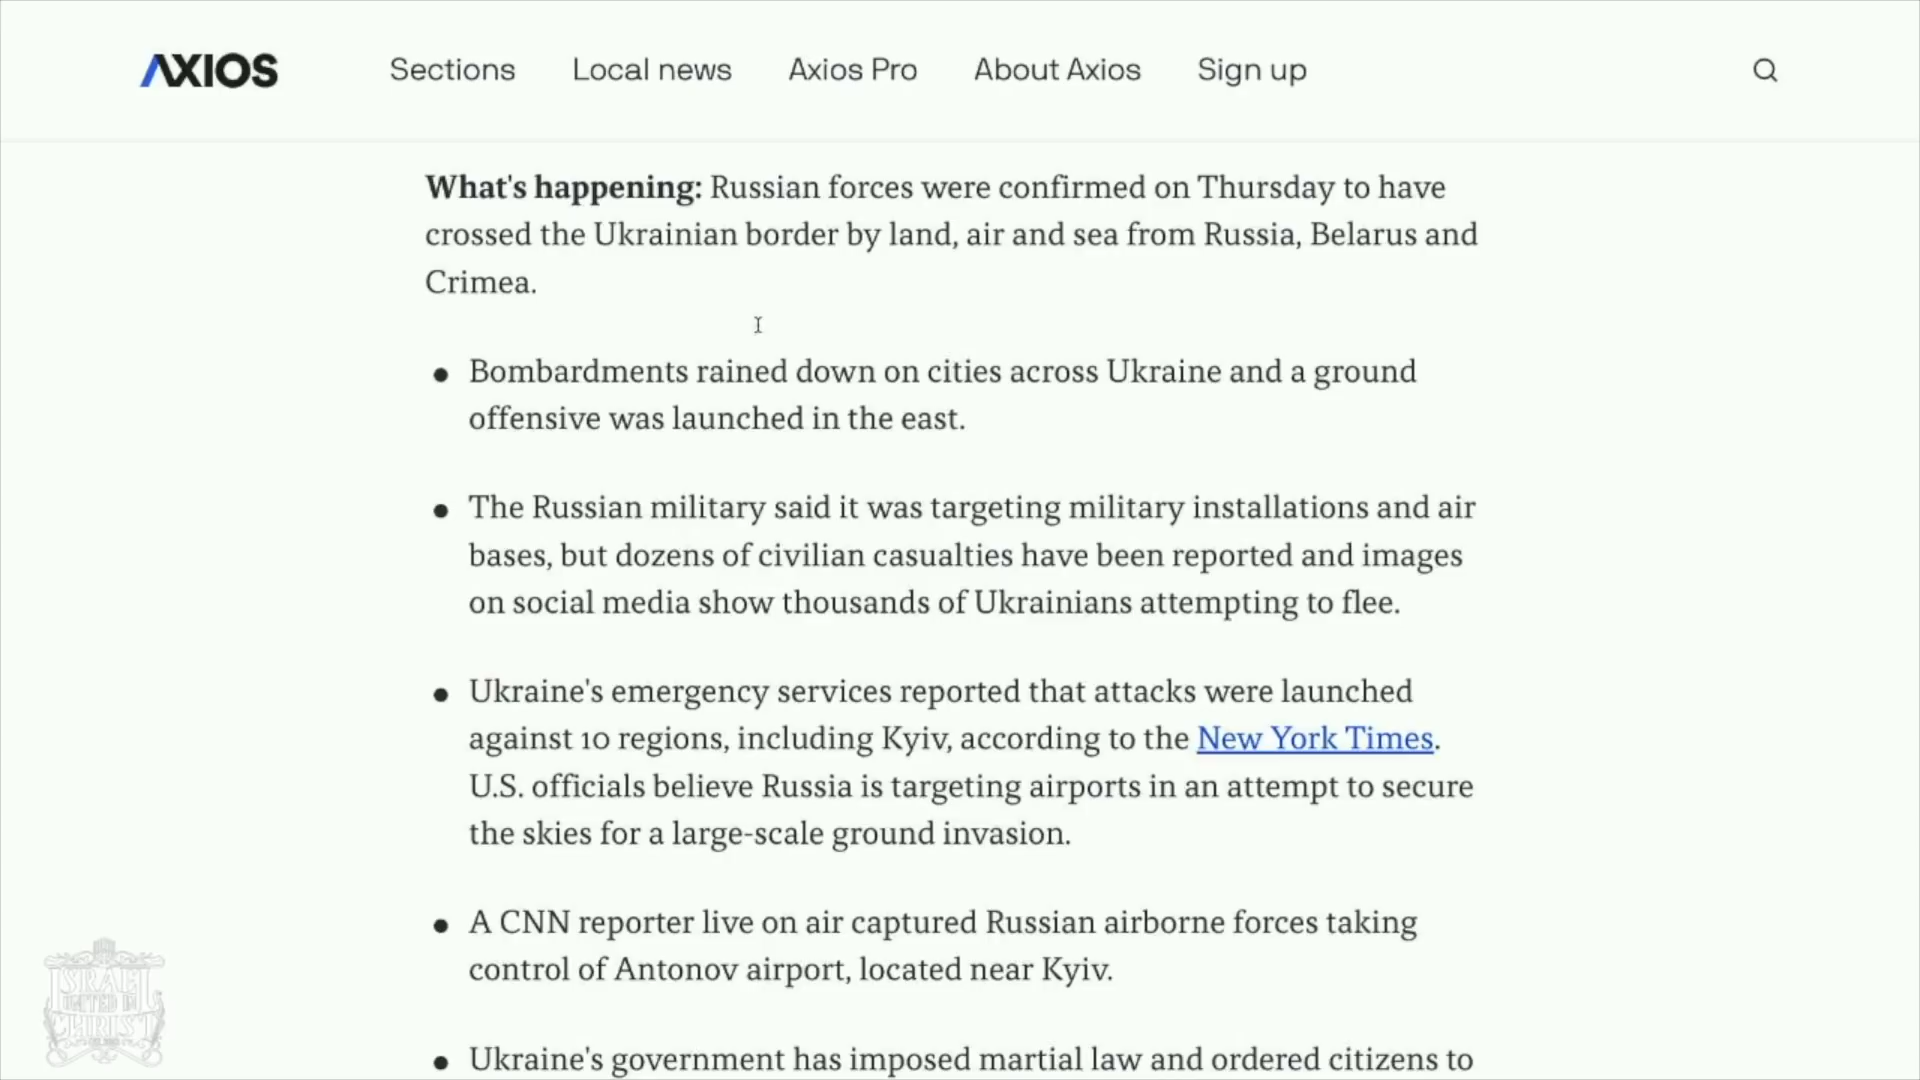 AXIOS
Sections
Local news
Axios Pro
About Axios
Sign up
What's happening: Russian forces were confirmed on Thursday to have
crossed the Ukrainian border by land, air and sea from Russia, Belarus and
Crimea.
● Bombardments rained down on cities across Ukraine and a ground
offensive was launched in the east.
● The Russian military said it was targeting military installations and air
bases, but dozens of civilian casualties have been reported and images
on social media show thousands of Ukrainians attempting to flee.
● Ukraine's emergency services reported that attacks were launched
against 10 regions, including Kyiv, according to the New York Times.
U.S. officials believe Russia is targeting airports in an attempt to secure
the skies for a large-scale ground invasion.
● A CNN reporter live on air captured Russian airborne forces taking
control of Antonov airport, located near Kyiv.
● Ukraine's government has imposed martial law and ordered citizens to
ISRAEL
UNITED IN
CHRIST